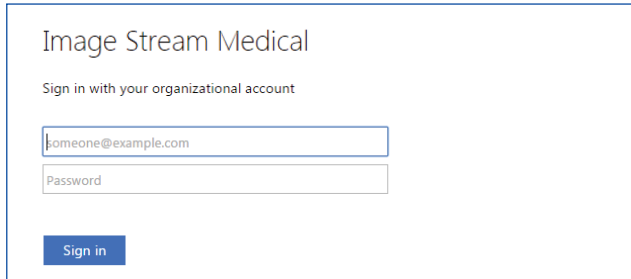 Image Stream Medical
Sign in with your organizational account
someone@example.com
Password
Sign in